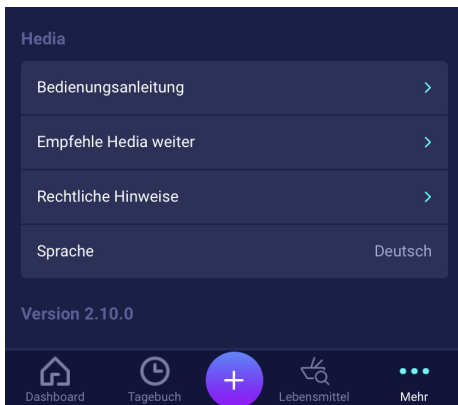 Hedia
Bedienungsanleitung
Empfehle Hedia weiter
Rechtliche Hinweise
Sprache Deutsch
Version 2.10.0
Dashboard Tagebuch Lebensmittel Mehr